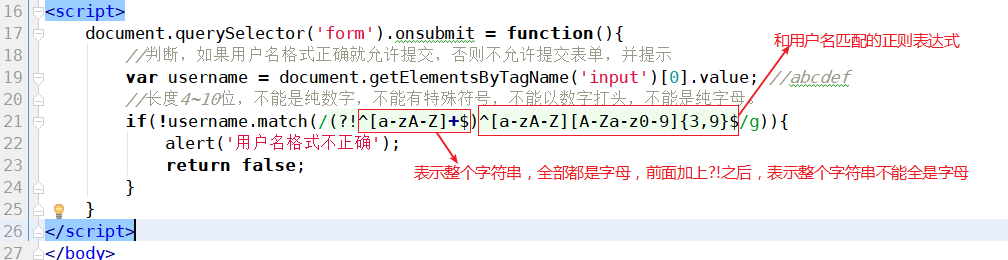 16 <script>
17 document.querySelector('form').onsubmit = function(){
和用户名匹配的正则表达式
18 //判断，如果用户名格式正确就允许提交，否则不允许提交表单，并提示
19 var username = document.getElementsByTagName('input')[0].value; //abcdef
20 //长度4~10位，不能是纯数字，不能有特殊符号，不能以数字打头，不能是纯字母。
21 if(!username.match(/(?!^[a-zA-Z]+$)^[a-zA-Z][A-Za-z0-9]{3,9}$/g)){
22 alert('用户名格式不正确');
23 return false;
表示整个字符串，全部都是字母，前面加上?!之后，表示整个字符串不能全是字母
24 }
25 }
26 </script>
27 </body>